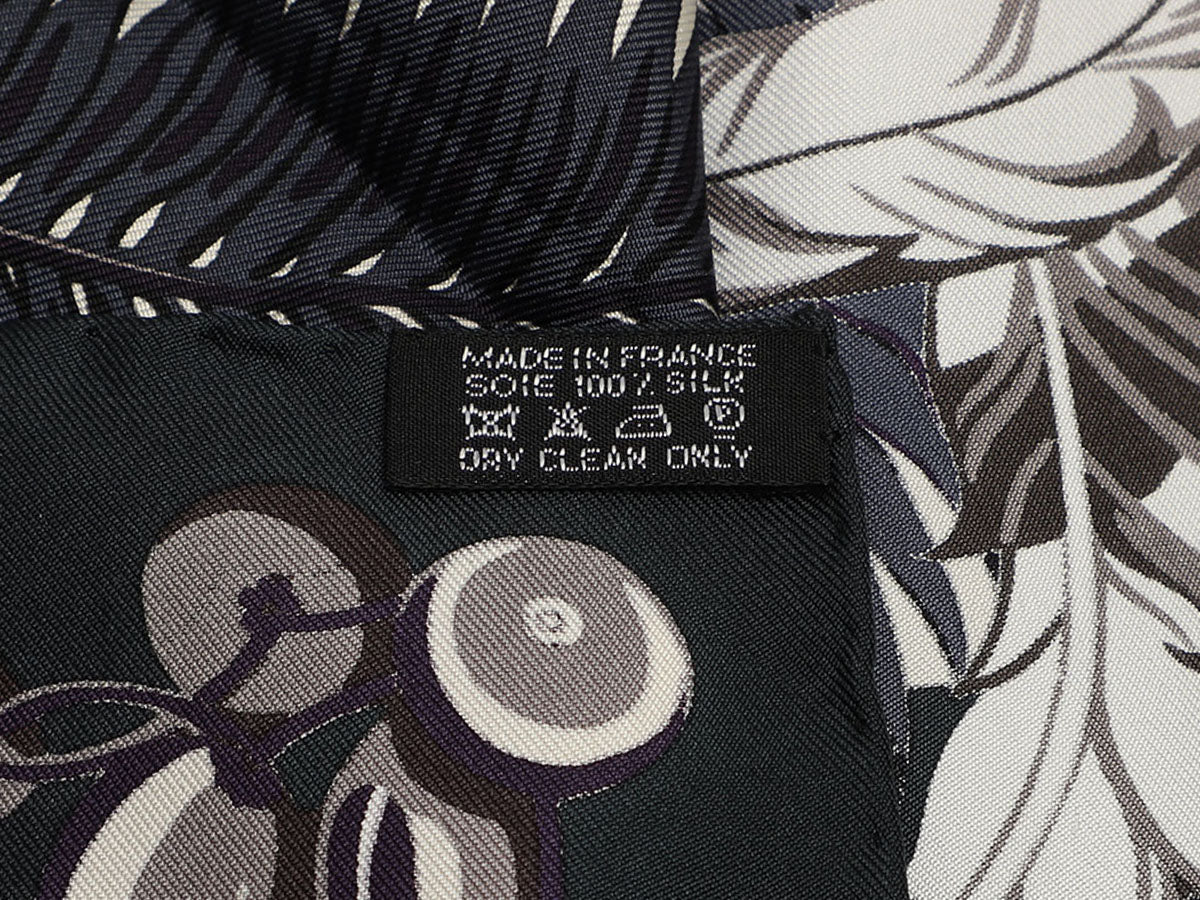 MADE IN FRANCE
SOIE 100% SILK
P
DRY CLEAN ONLY